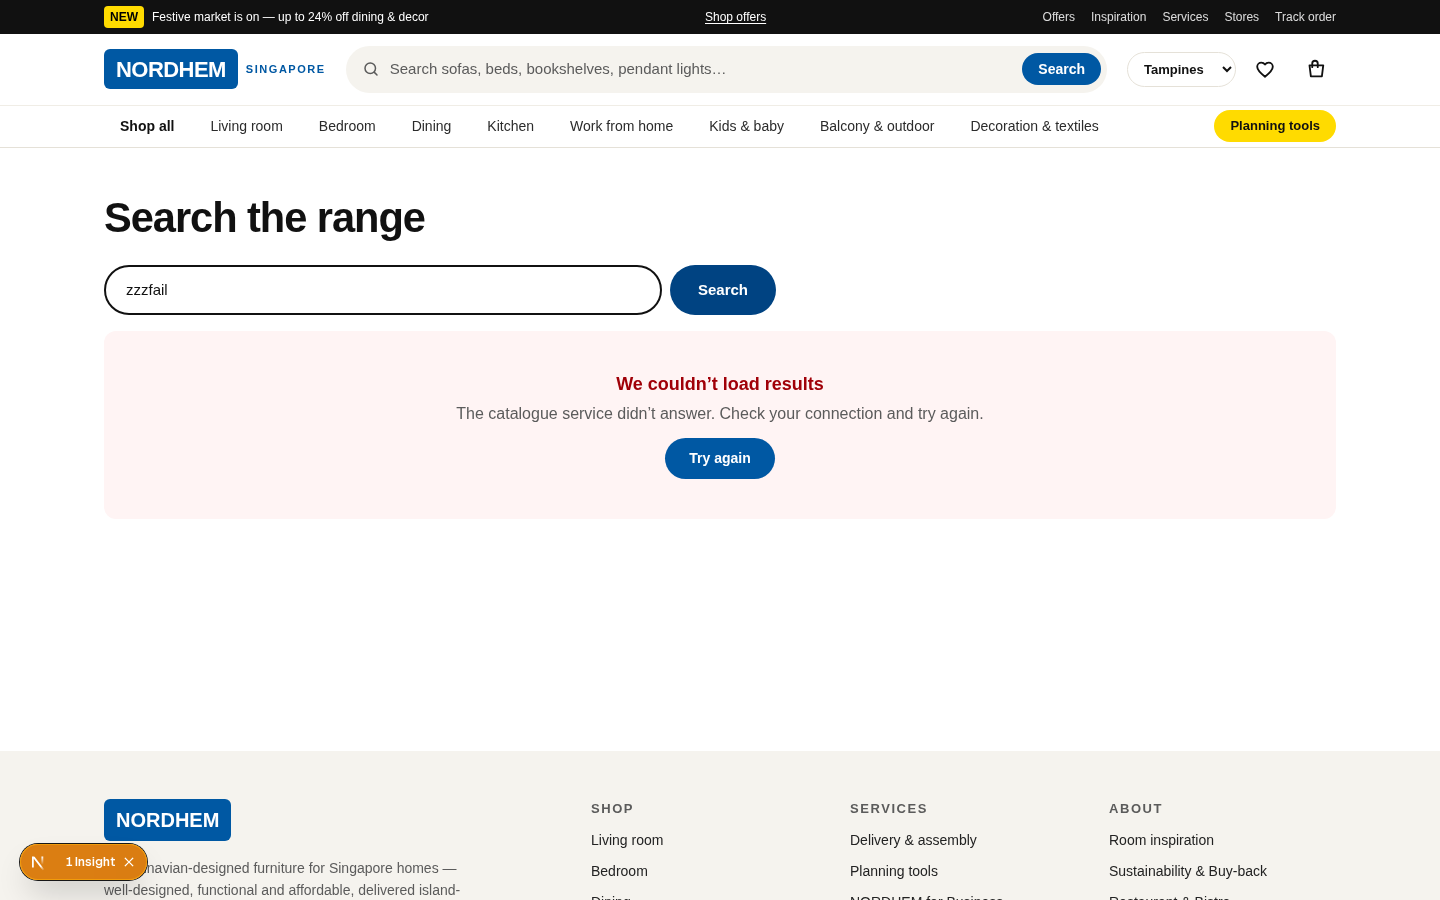 NEW Festive market is on — up to 24% off dining & decor Shop offers Offers Inspiration Services Stores Track order
NORDHEM SINGAPORE Search sofas, beds, bookshelves, pendant lights… Search Tampines
Shop all Living room Bedroom Dining Kitchen Work from home Kids & baby Balcony & outdoor Decoration & textiles Planning tools
Search the range
zzzfail Search
We couldn’t load results
The catalogue service didn’t answer. Check your connection and try again.
Try again
NORDHEM SHOP SERVICES ABOUT
Living room Delivery & assembly Room inspiration
1 Insight
navian-designed furniture for Singapore homes — Bedroom Planning tools Sustainability & Buy-back
well-designed, functional and affordable, delivered island-